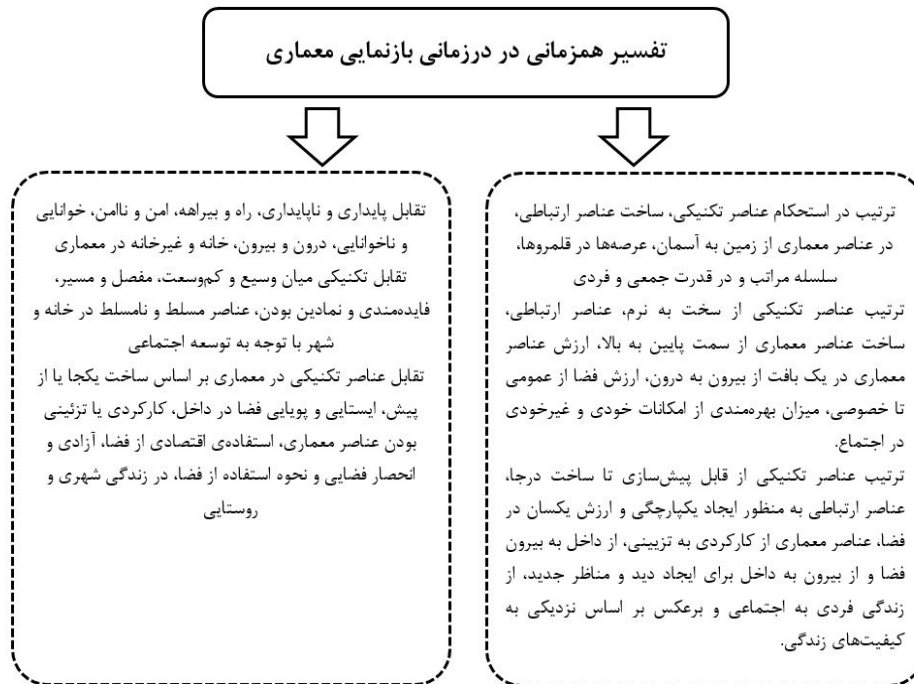 تفسیر همزمانی در درزمانی بازنمایی معماری
ترتیب در استحکام عناصر تکنیکی، ساخت عناصر ارتباطی،
در عناصر معماری از زمین به آسمان، عرصه‌ها در قلمروها،
سلسله مراتب و در قدرت جمعی و فردی
ترتیب عناصر تکنیکی از سخت به نرم، عناصر ارتباطی،
ساخت عناصر معماری از سمت پایین به بالا، ارزش عناصر
معماری در یک بافت از بیرون به درون، ارزش فضا از عمومی
تا خصوصی، میزان بهره‌مندی از امکانات خودی و غیرخودی
در اجتماع.
ترتیب عناصر تکنیکی از قابل پیش‌سازی تا ساخت درجا،
عناصر ارتباطی به منظور ایجاد یکپارچگی و ارزش یکسان در
فضا، عناصر معماری از کارکردی به تزیینی، از داخل به بیرون
فضا و از بیرون به داخل برای ایجاد دید و مناظر جدید، از
زندگی فردی به اجتماعی و برعکس بر اساس نزدیکی به
کیفیت‌های زندگی.
تقابل پایداری و ناپایداری، راه و بیراهه، امن و ناامن، خوانایی
و ناخوانایی، درون و بیرون، خانه و غیرخانه در معماری
تقابل تکنیکی میان وسیع و کم‌وسعت، مفصل و مسیر،
فایده‌مندی و نمادین بودن، عناصر مسلط و نامسلط در خانه و
شهر با توجه به توسعه اجتماعی
تقابل عناصر تکنیکی در معماری بر اساس ساخت یکجا یا از
پیش، ایستایی و پویایی فضا در داخل، کارکردی یا تزئینی
بودن عناصر معماری، استفاده‌ی اقتصادی از فضا، آزادی و
انحصار فضایی و نحوه استفاده از فضا، در زندگی شهری و
روستایی